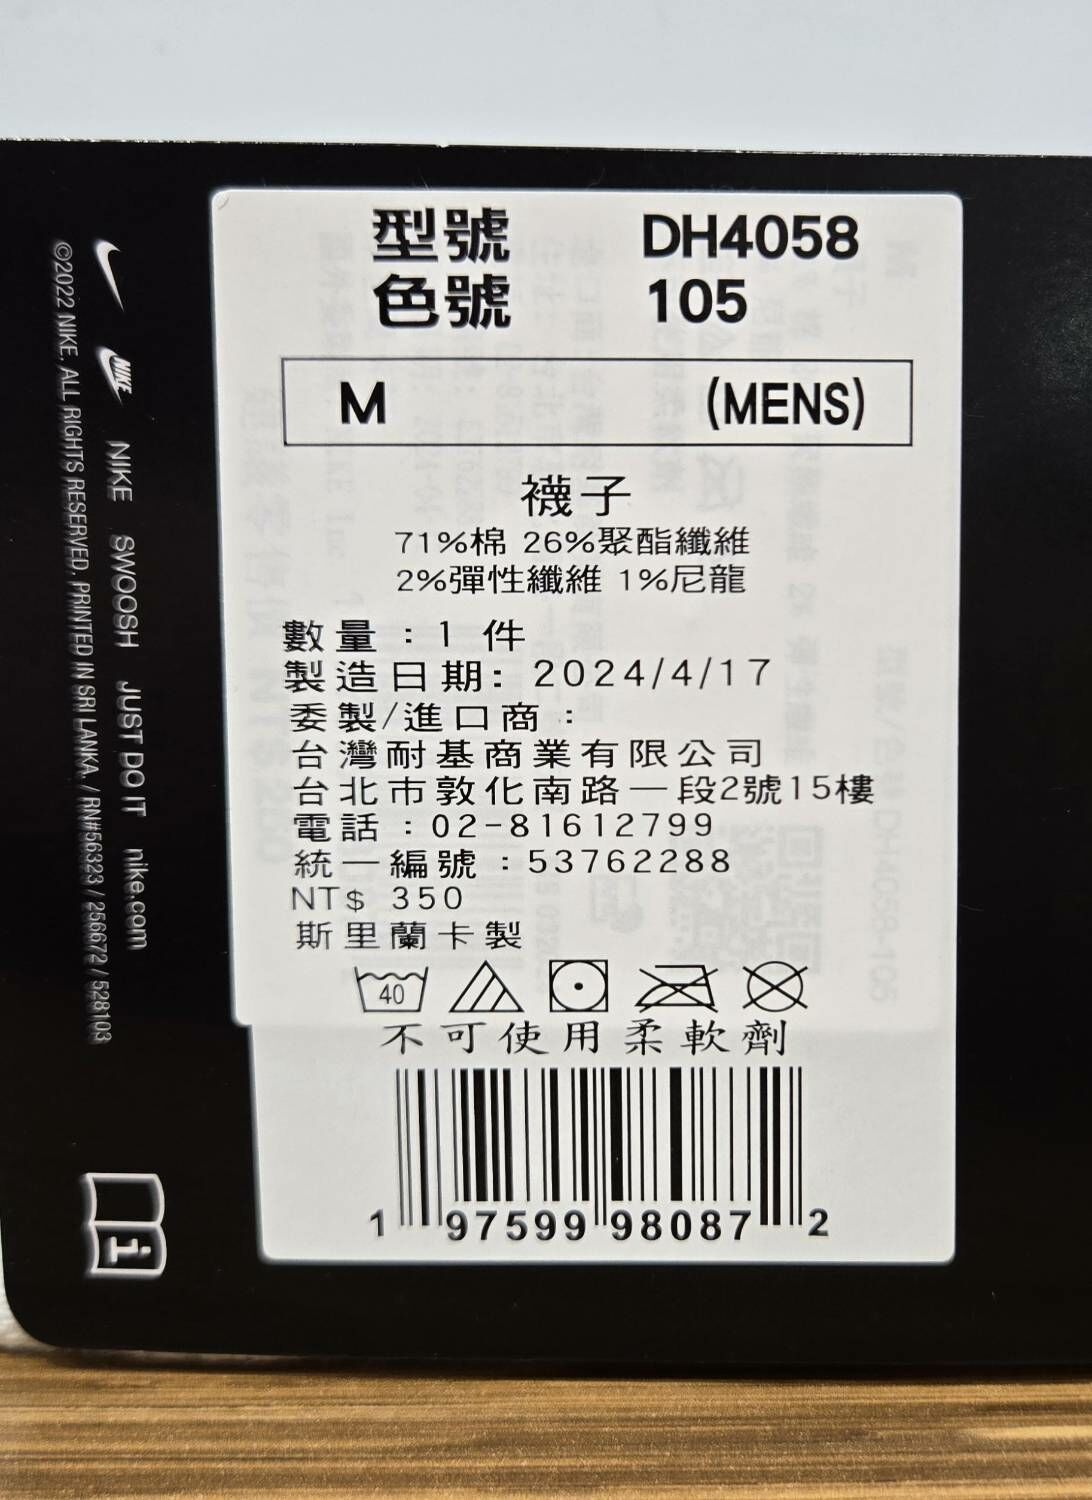 型號 DH4058
色號 105
M (MENS)
襪子
71%棉 26%聚酯纖維
2%彈性纖維 1%尼龍
數量:1 件
製造日期: 2024/4/17
委製/進口商:
台灣耐基商業有限公司
台北市敦化南路一段2號15樓
電話:02-81612799
統一編號:53762288
NT$ 350
斯里蘭卡製
40
不可使用柔軟劑
1 97599 98087 2
NIKE
NIKE SWOOSH JUST DO IT nike.com
©2022 NIKE. ALL RIGHTS RESERVED. PRINTED IN SRI LANKA. / RN#56323 / 256672 / 528103
i